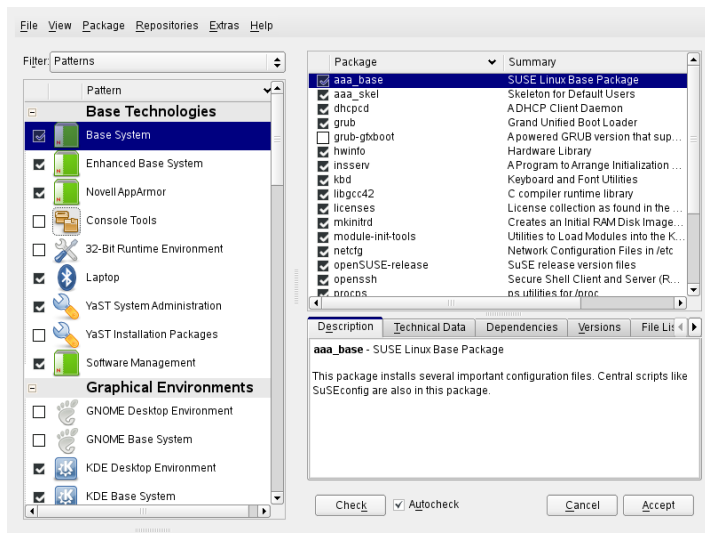 File View Package Repositories Extras Help
Filter: Patterns
Pattern
Base Technologies
Base System
Enhanced Base System
Novell AppArmor
Console Tools
32-Bit Runtime Environment
Laptop
YaST System Administration
YaST Installation Packages
Software Management
Graphical Environments
GNOME Desktop Environment
GNOME Base System
KDE Desktop Environment
KDE Base System
Package Summary
aaa_base SUSE Linux Base Package
aaa_skel Skeleton for Default Users
dhcpcd A DHCP Client Daemon
grub Grand Unified Boot Loader
grub-gfxboot A powered GRUB version that sup...
hwinfo Hardware Library
insserv A Program to Arrange Initialization ...
kbd Keyboard and Font Utilities
libgcc42 C compiler runtime library
licenses License collection as found in the ...
mkinitrd Creates an Initial RAM Disk Image...
module-init-tools Utilities to Load Modules into the K...
netcfg Network Configuration Files in /etc
openSUSE-release SuSE release version files
openssh Secure Shell Client and Server (R...
procps ps utilities for /proc
Description Technical Data Dependencies Versions File Lis
aaa_base - SUSE Linux Base Package
This package installs several important configuration files. Central scripts like
SuSEconfig are also in this package.
Check Autocheck Cancel Accept